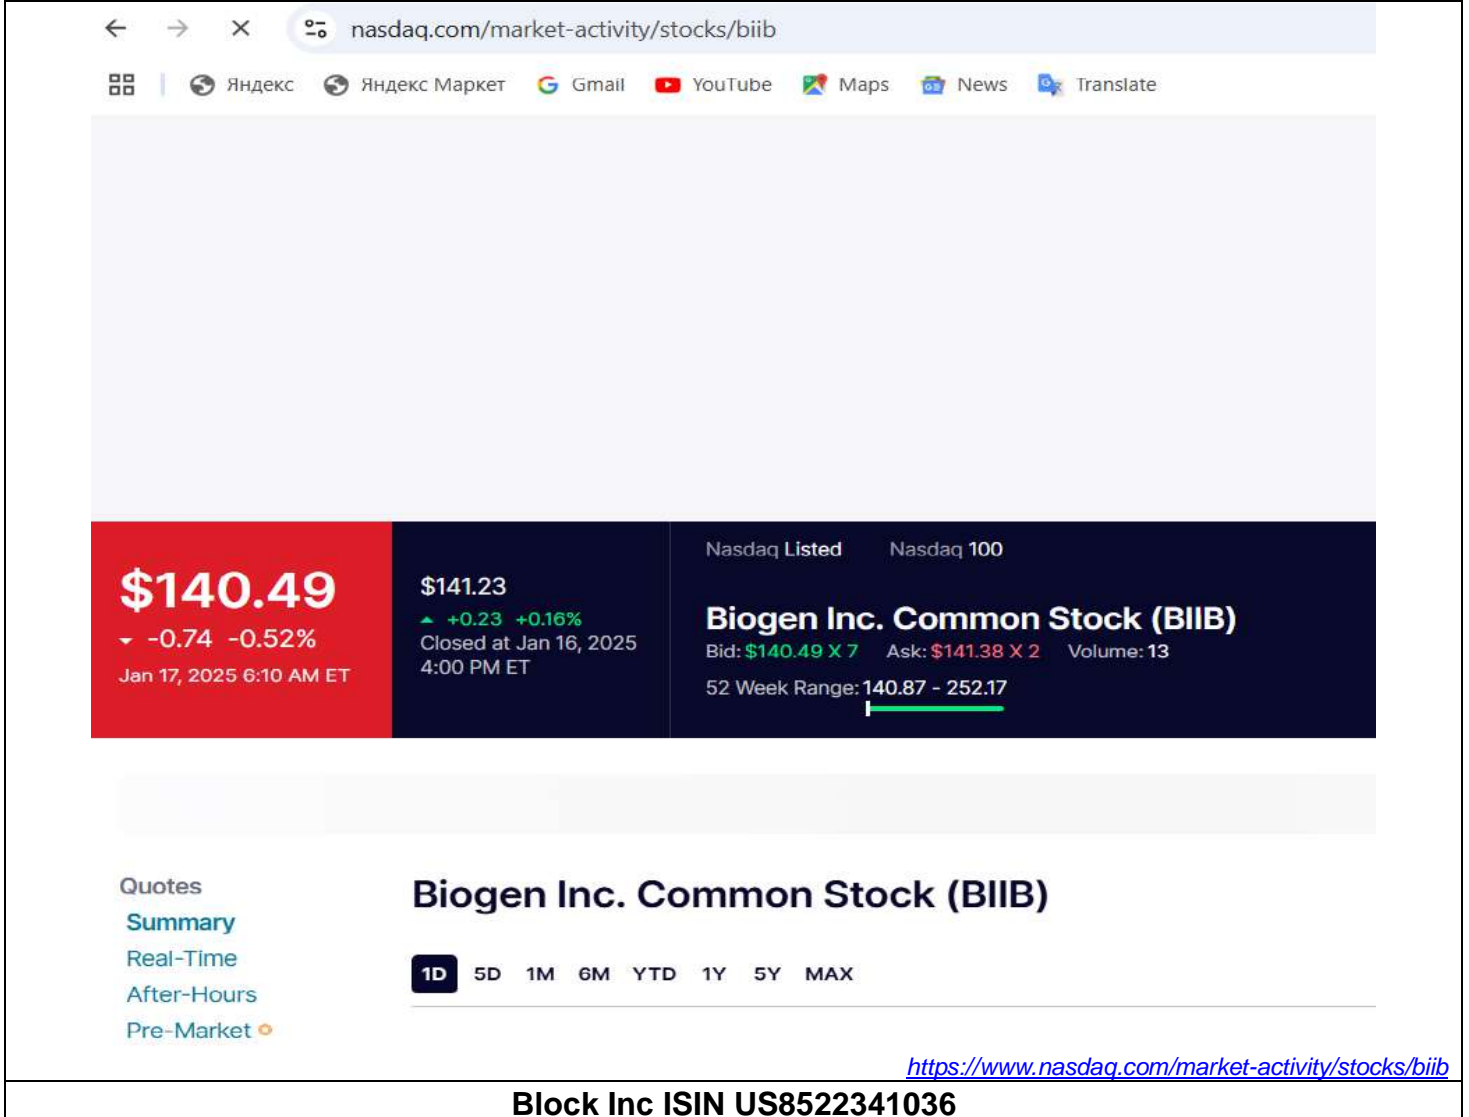 nasdaq.com/market-activity/stocks/biib
Яндекс Яндекс Маркет Gmail YouTube Maps News Translate
$140.49
-0.74 -0.52%
Jan 17, 2025 6:10 AM ET
$141.23
+0.23 +0.16%
Closed at Jan 16, 2025
4:00 PM ET
Nasdaq Listed Nasdaq 100
Biogen Inc. Common Stock (BIIB)
Bid: $140.49 X 7 Ask: $141.38 X 2 Volume: 13
52 Week Range: 140.87 - 252.17
Quotes
Summary
Real-Time
After-Hours
Pre-Market
Biogen Inc. Common Stock (BIIB)
1D 5D 1M 6M YTD 1Y 5Y MAX
https://www.nasdaq.com/market-activity/stocks/biib
Block Inc ISIN US8522341036